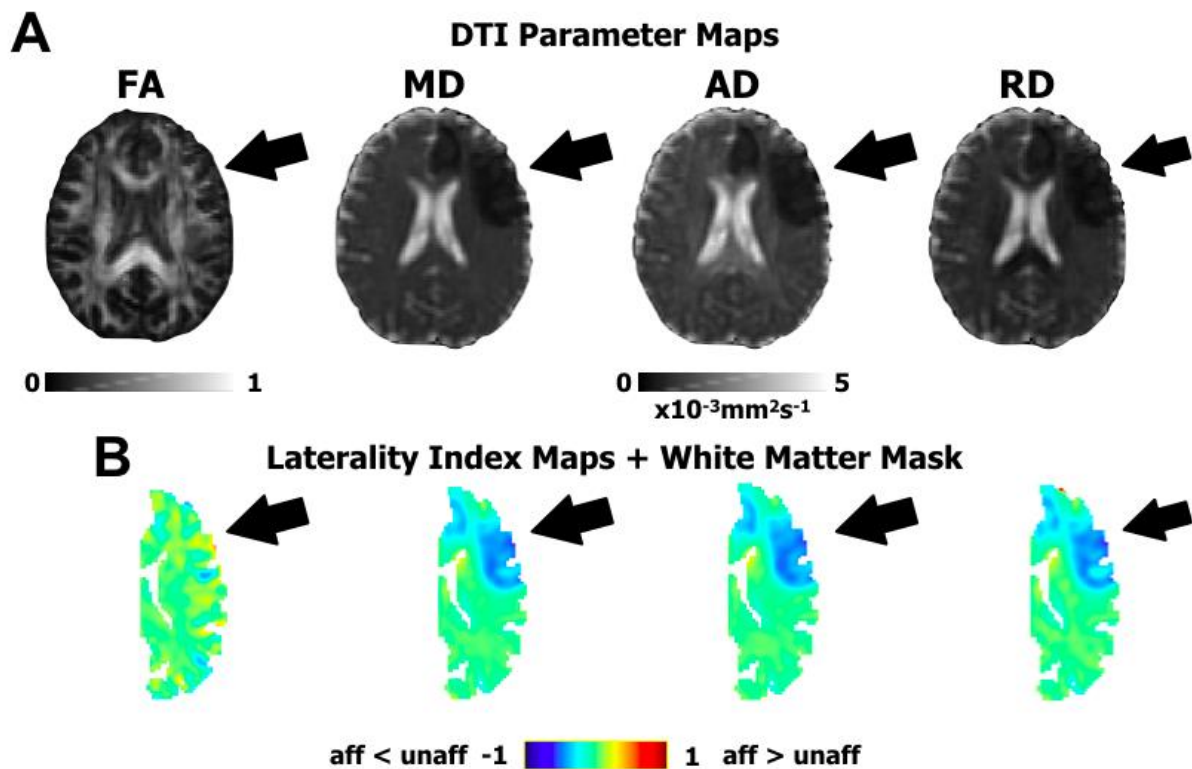 A
DTI Parameter Maps
FA MD AD RD
0 1 0 5
x10⁻³mm²s⁻¹
B
Laterality Index Maps + White Matter Mask
aff < unaff -1 1 aff > unaff